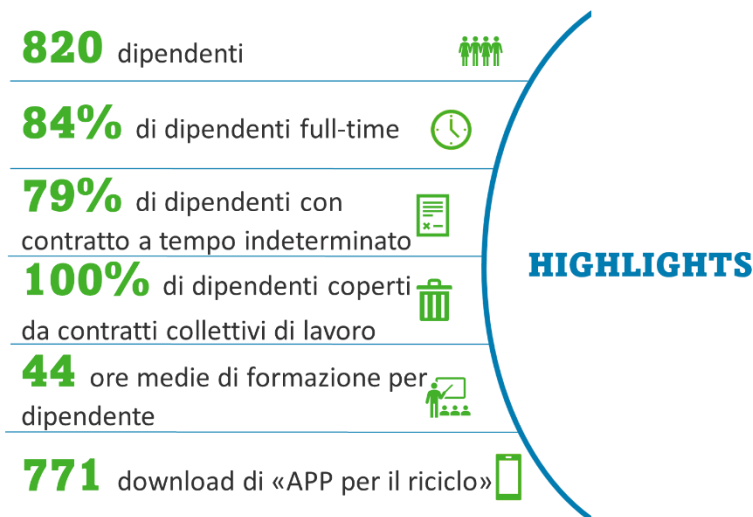 820 dipendenti
84% di dipendenti full-time
79% di dipendenti con
contratto a tempo indeterminato
100% di dipendenti coperti
da contratti collettivi di lavoro
44 ore medie di formazione per
dipendente
771 download di «APP per il riciclo»
HIGHLIGHTS